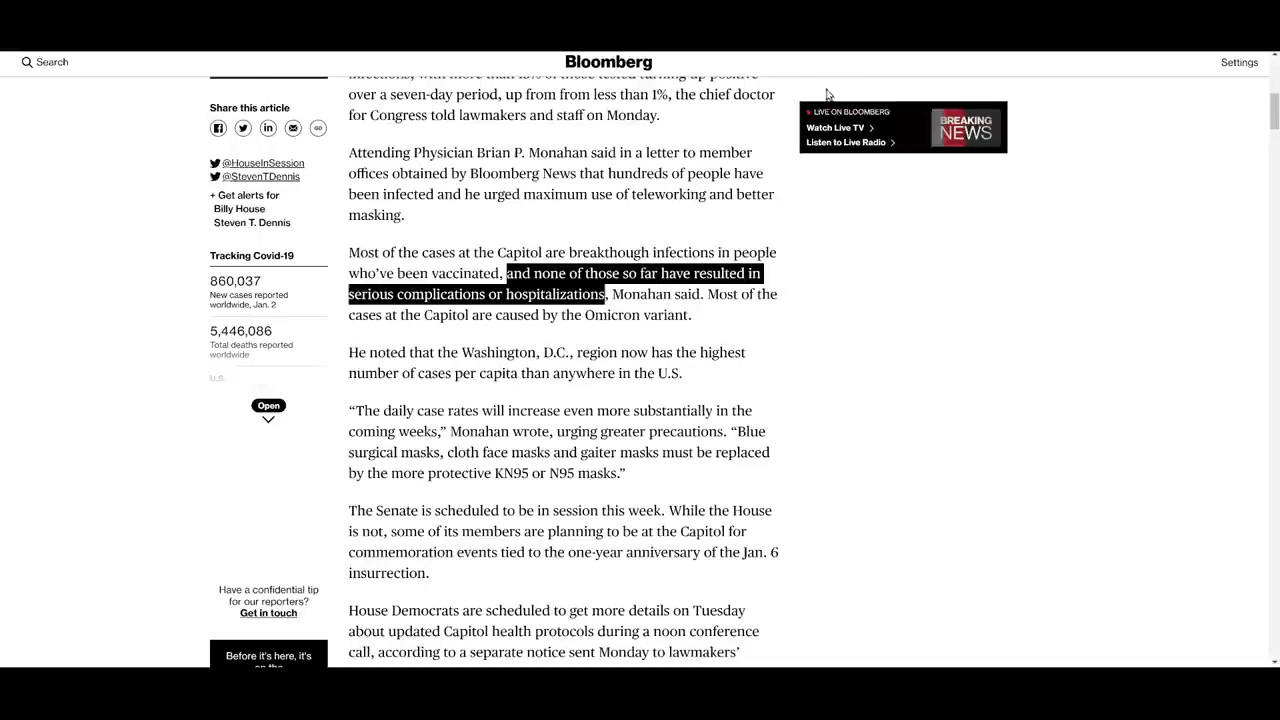 Search
Bloomberg
Settings
Share this article
@HouseInSession
@StevenTDennis
+ Get alerts for
Billy House
Steven T. Dennis
Tracking Covid-19
860,037
New cases reported
worldwide, Jan. 2
5,446,086
Total deaths reported
worldwide
U.S.
Open
Have a confidential tip
for our reporters?
Get in touch
Before it's here, it's
on the
infections, with more than 13% of those tested turning up positive
over a seven-day period, up from from less than 1%, the chief doctor
for Congress told lawmakers and staff on Monday.
Attending Physician Brian P. Monahan said in a letter to member
offices obtained by Bloomberg News that hundreds of people have
been infected and he urged maximum use of teleworking and better
masking.
Most of the cases at the Capitol are breakthough infections in people
who've been vaccinated, and none of those so far have resulted in
serious complications or hospitalizations, Monahan said. Most of the
cases at the Capitol are caused by the Omicron variant.
He noted that the Washington, D.C., region now has the highest
number of cases per capita than anywhere in the U.S.
“The daily case rates will increase even more substantially in the
coming weeks,” Monahan wrote, urging greater precautions. “Blue
surgical masks, cloth face masks and gaiter masks must be replaced
by the more protective KN95 or N95 masks.”
The Senate is scheduled to be in session this week. While the House
is not, some of its members are planning to be at the Capitol for
commemoration events tied to the one-year anniversary of the Jan. 6
insurrection.
House Democrats are scheduled to get more details on Tuesday
about updated Capitol health protocols during a noon conference
call, according to a separate notice sent Monday to lawmakers’
LIVE ON BLOOMBERG
Watch Live TV
Listen to Live Radio
BREAKING
NEWS